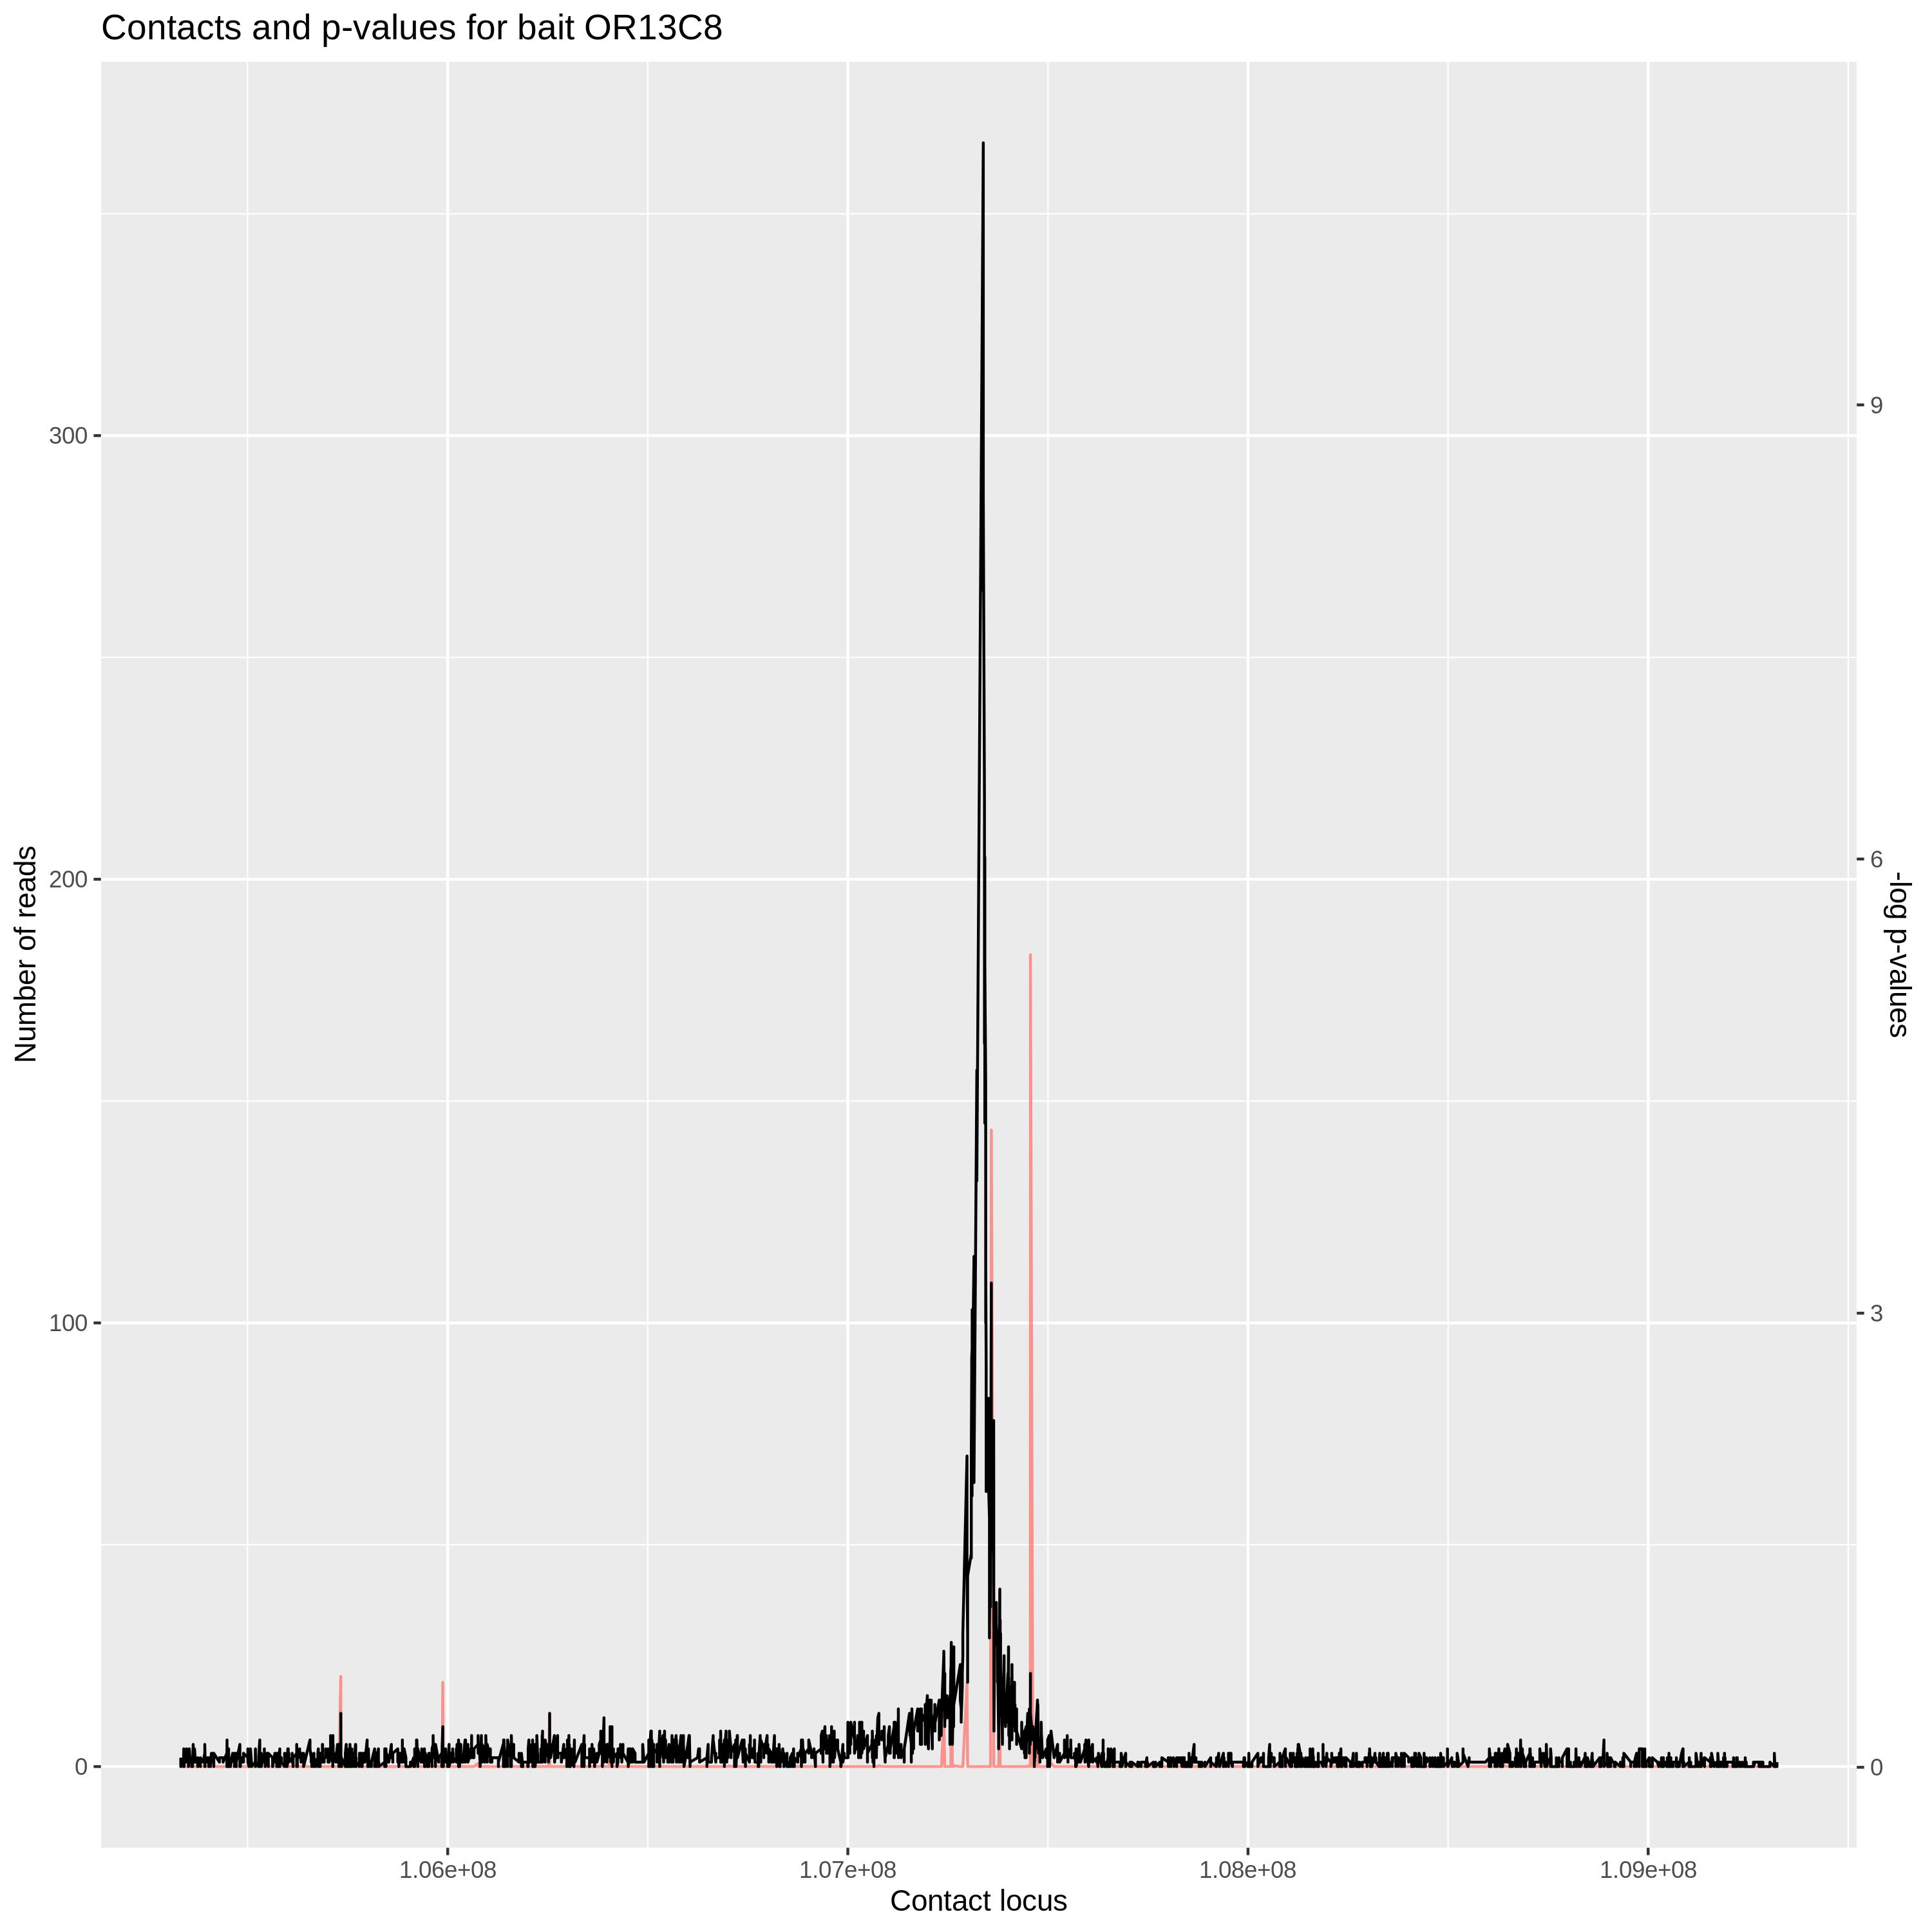 Contacts and p-values for bait OR13C8
Number of reads
300
200
100
0
9
6
3
0
-log p-values
1.06e+08
1.07e+08
1.08e+08
1.09e+08
Contact locus